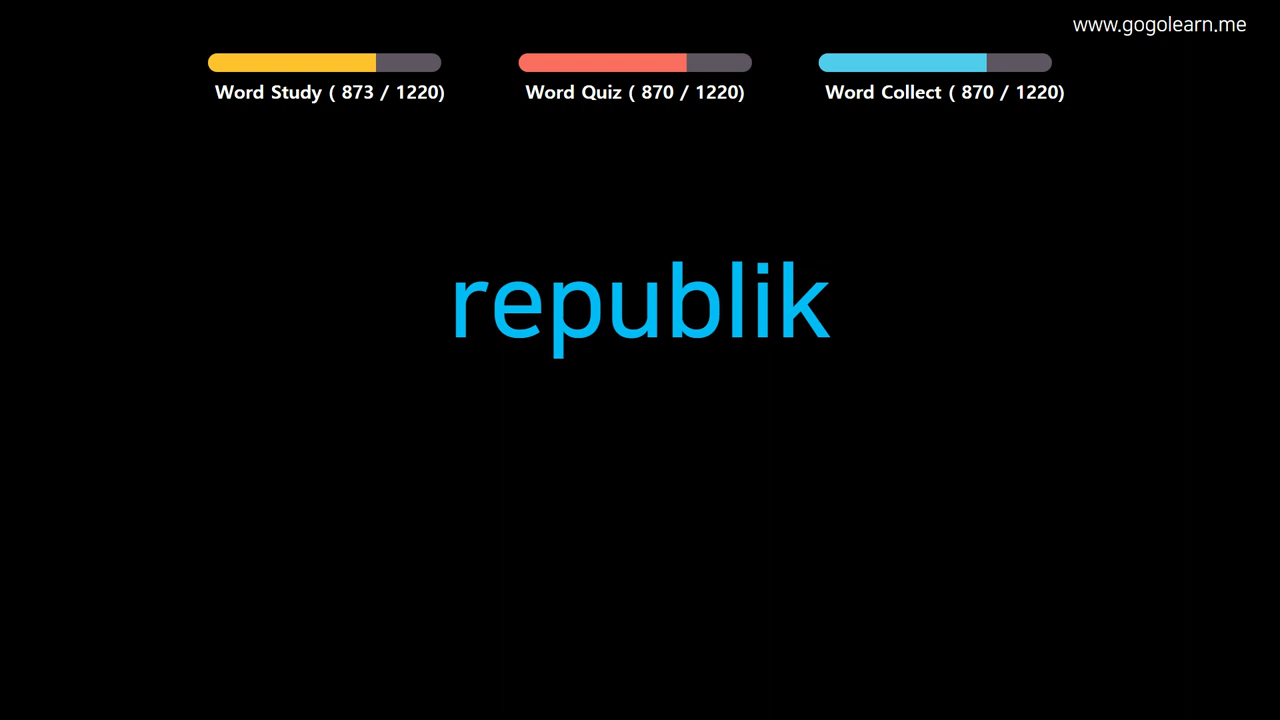 www.gogolearn.me
Word Study ( 873 / 1220)
Word Quiz ( 870 / 1220)
Word Collect ( 870 / 1220)
republik